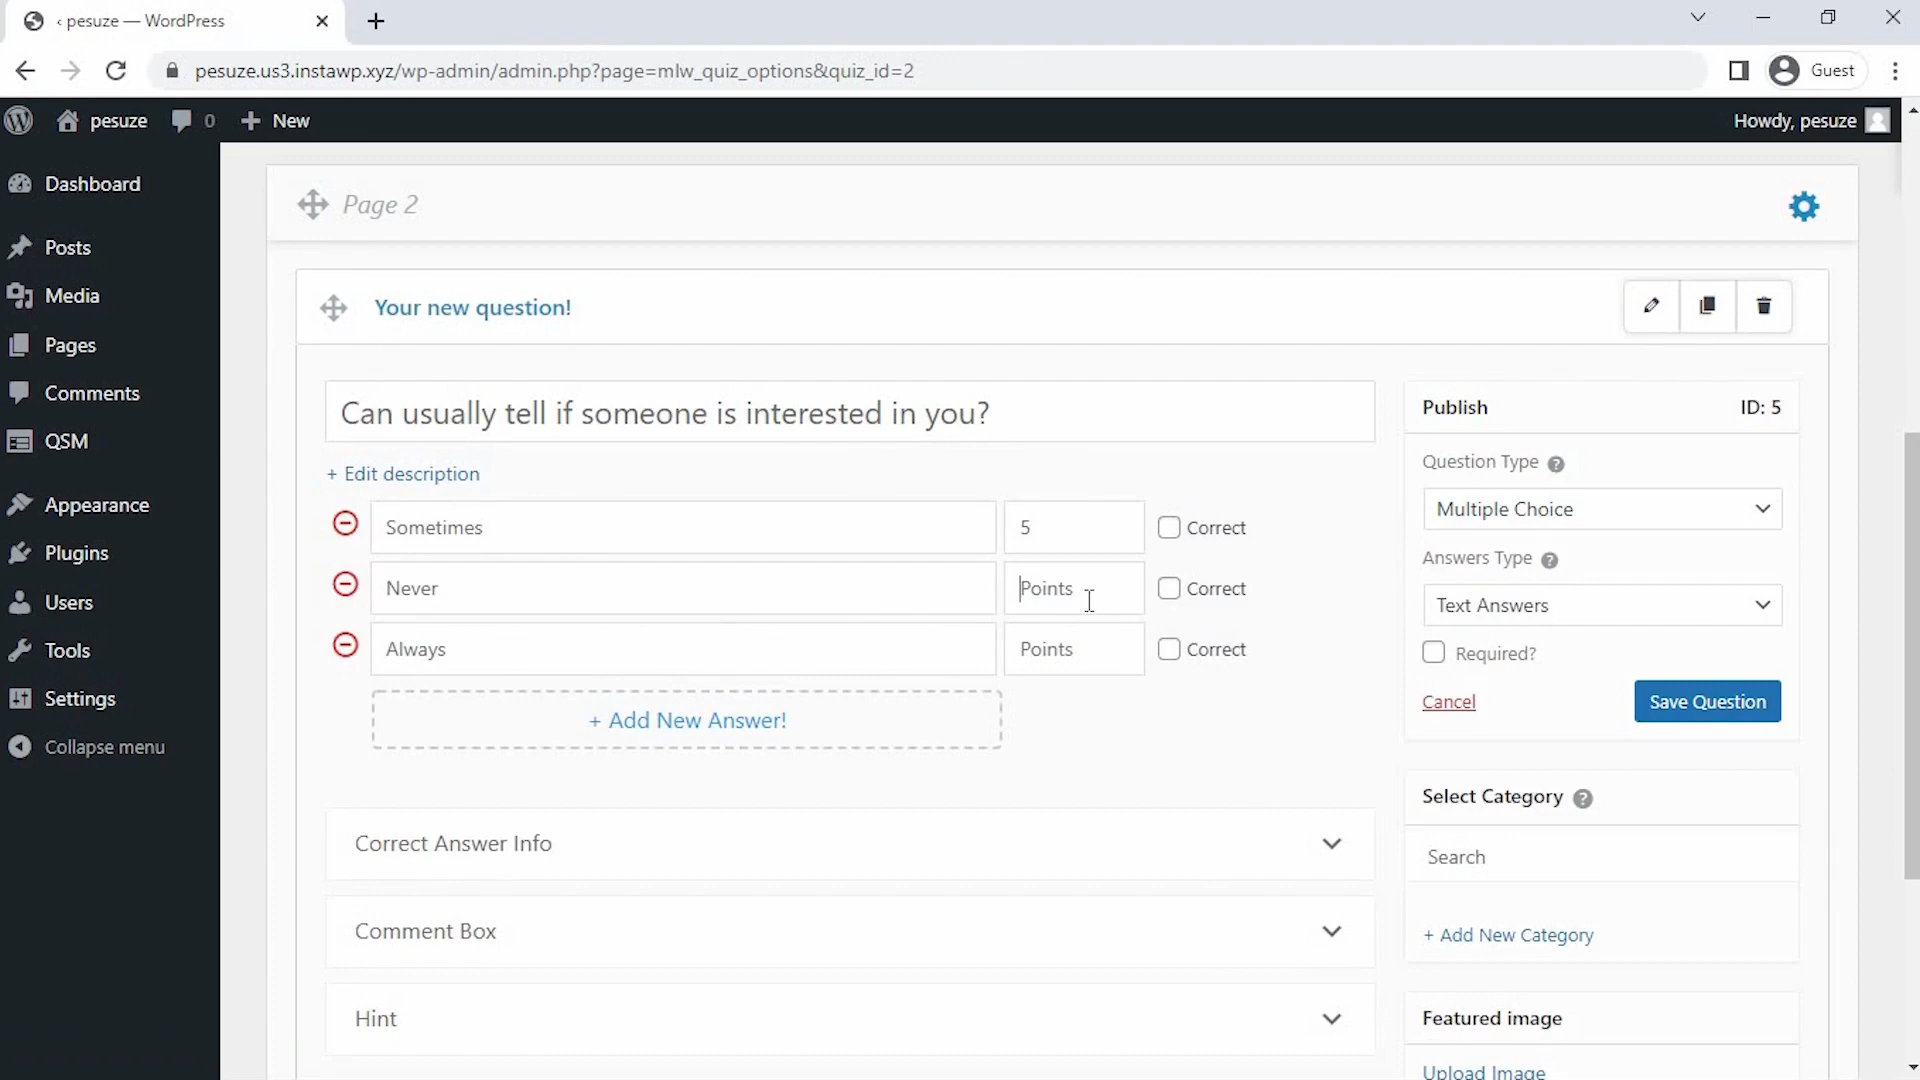 ‹ pesuze — WordPress
pesuze.us3.instawp.xyz/wp-admin/admin.php?page=mlw_quiz_options&quiz_id=2
Guest
pesuze
0
New
Howdy, pesuze
Dashboard
Posts
Media
Pages
Comments
QSM
Appearance
Plugins
Users
Tools
Settings
Collapse menu
Page 2
Your new question!
Can usually tell if someone is interested in you?
+ Edit description
Sometimes 5 Correct
Never Points Correct
Always Points Correct
+ Add New Answer!
Correct Answer Info
Comment Box
Hint
Publish ID: 5
Question Type ?
Multiple Choice
Answers Type ?
Text Answers
Required?
Cancel Save Question
Select Category ?
Search
+ Add New Category
Featured image
Upload Image